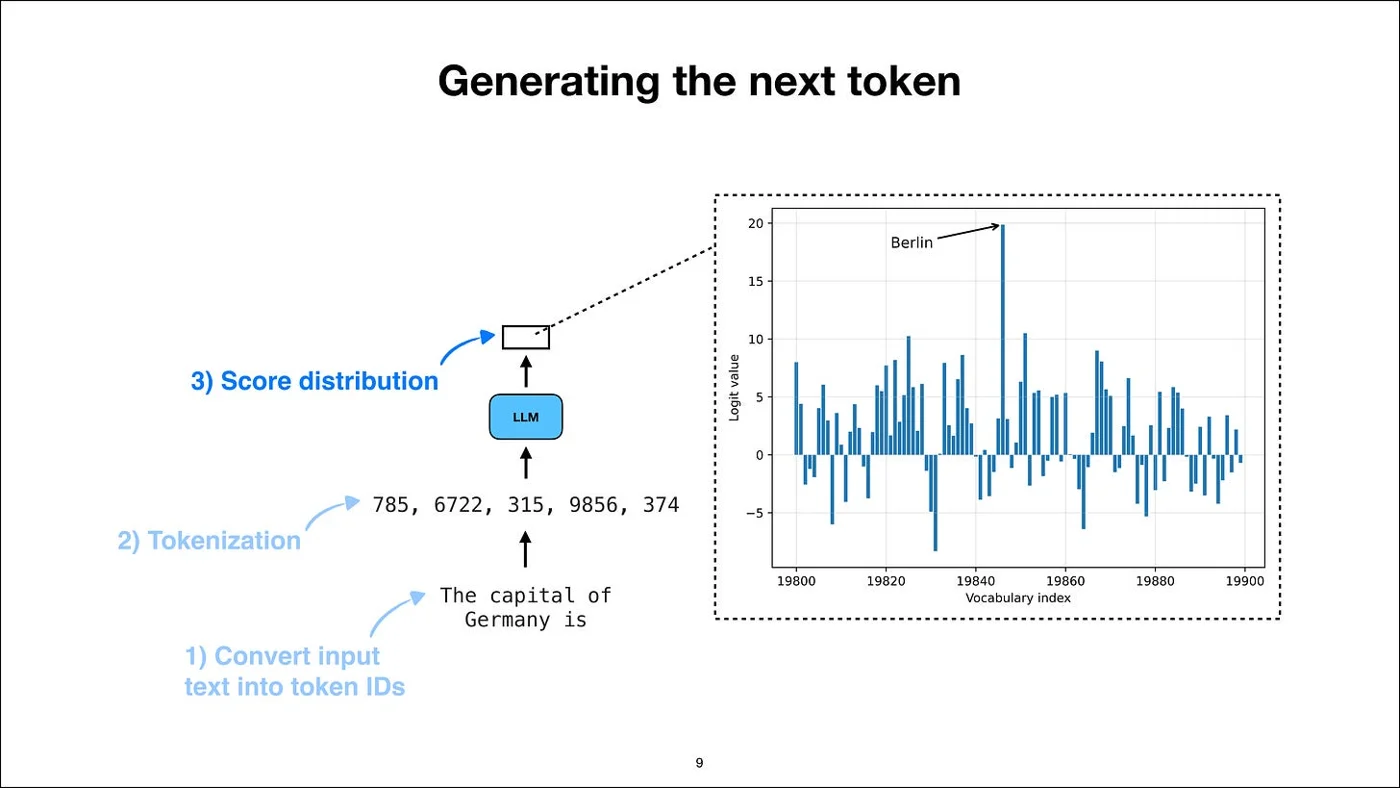 Generating the next token
3) Score distribution
LLM
785, 6722, 315, 9856, 374
2) Tokenization
The capital of
Germany is
1) Convert input
text into token IDs
Berlin
Logit value
20
15
10
5
0
−5
19800 19820 19840 19860 19880 19900
Vocabulary index
9